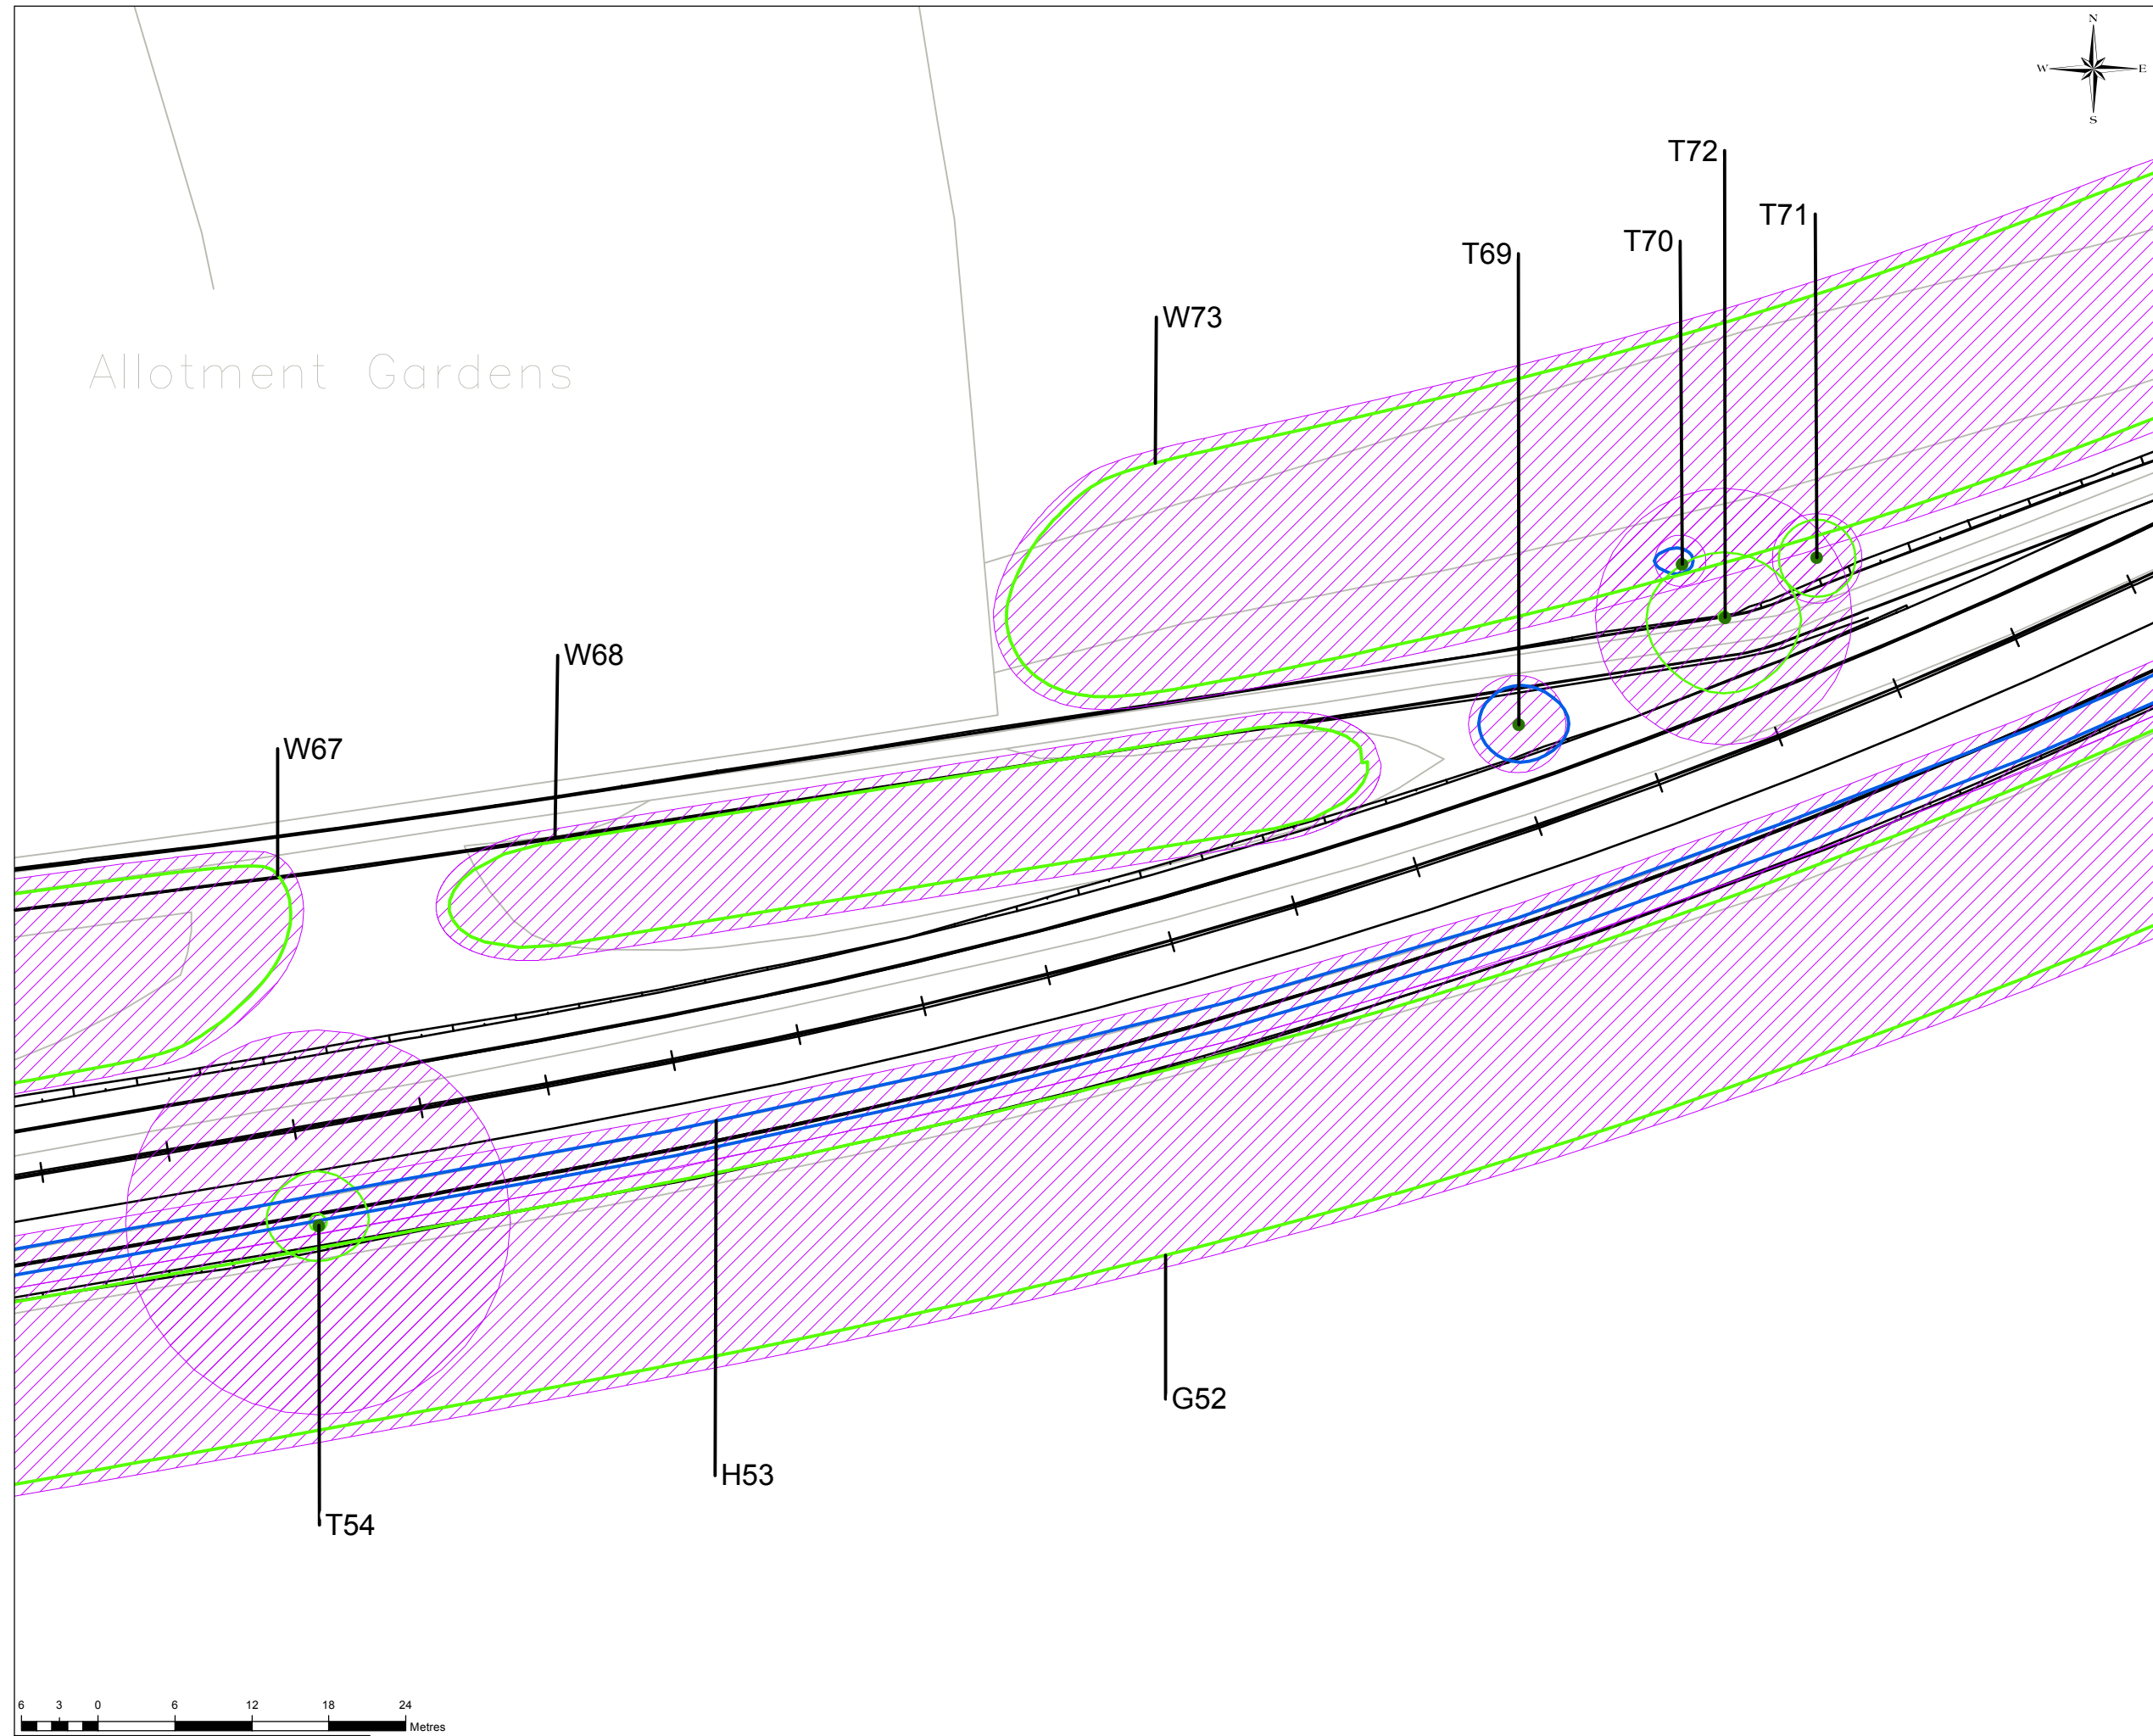 N
W E
S
T72
T71
T70
T69
W73
Allotment Gardens
W68
W67
G52
H53
T54
6 3 0 6 12 18 24
Metres